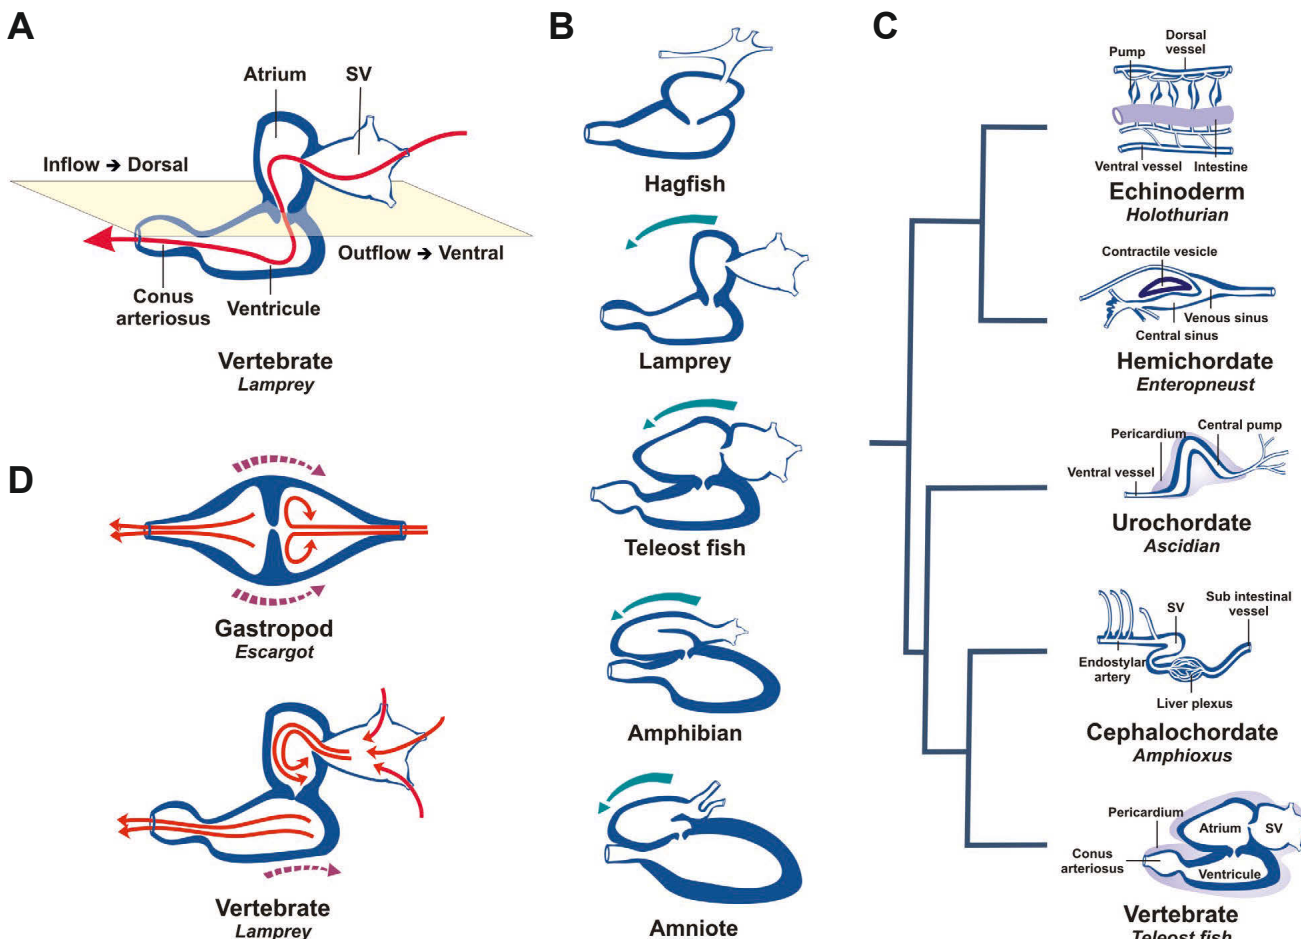 A
Atrium
SV
Inflow ➔ Dorsal
Outflow ➔ Ventral
Conus
arteriosus
Ventricule
Vertebrate
Lamprey
B
Hagfish
Lamprey
Teleost fish
Amphibian
Amniote
C
Pump
Dorsal
vessel
Ventral vessel
Intestine
Echinoderm
Holothurian
Contractile vesicle
Venous sinus
Central sinus
Hemichordate
Enteropneust
Pericardium
Central pump
Ventral vessel
Urochordate
Ascidian
SV
Sub intestinal
vessel
Endostylar
artery
Liver plexus
Cephalochordate
Amphioxus
Pericardium
Atrium
SV
Conus
arteriosus
Ventricule
Vertebrate
Teleost fish
D
Gastropod
Escargot
Vertebrate
Lamprey